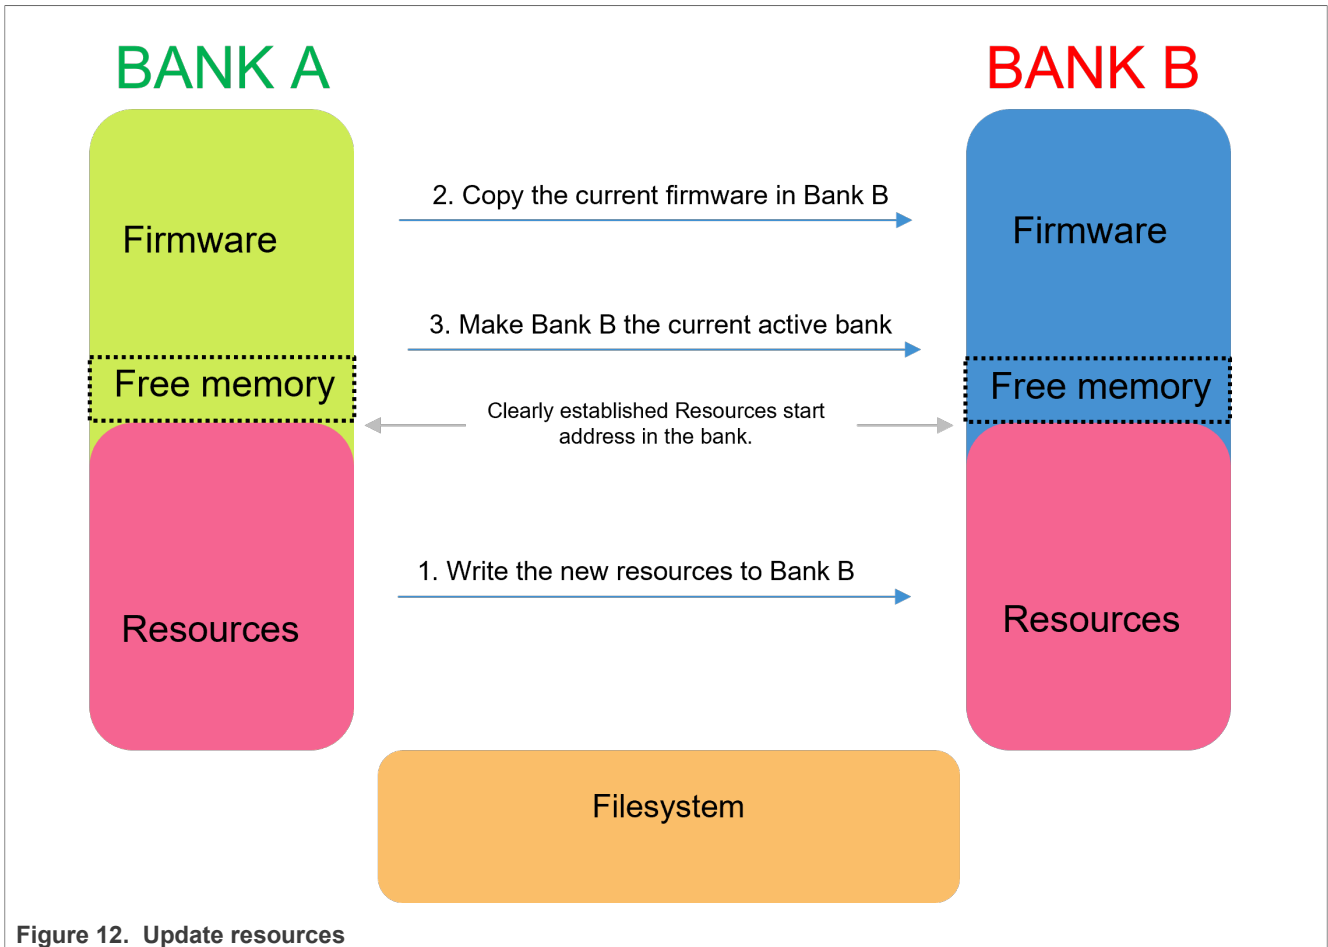 BANK A
BANK B
2. Copy the current firmware in Bank B
Firmware
Firmware
3. Make Bank B the current active bank
Free memory
Free memory
Clearly established Resources start
address in the bank.
1. Write the new resources to Bank B
Resources
Resources
Filesystem
Figure 12. Update resources